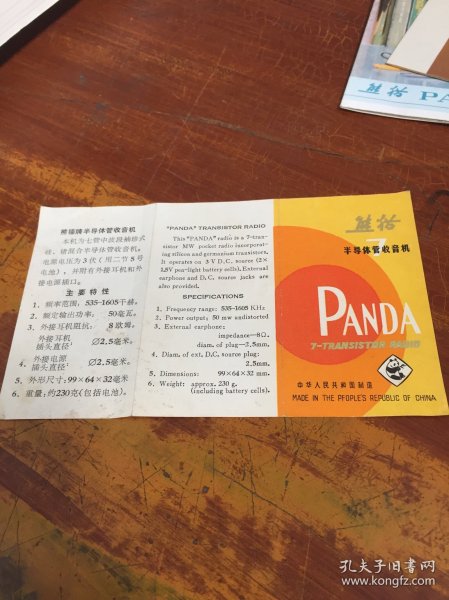 熊猫牌半导体管收音机
本机为七管中波段袖珍式
硅、锗混合半导体管收音机。
电源电压为3伏(用二节5号
电池),并附有外接耳机和外
接电源插口。
主要特性
1. 频率范围: 535-1605千赫。
2. 额定输出功率: 50毫瓦。
3. 外接耳机阻抗: 8欧姆。
外接耳机
插头直径: ∅2.5毫米。
4. 外接电源
插头直径: ∅2.5毫米。
5. 外形尺寸: 99×64×32毫米
6. 重量: 约230克(包括电池)。
"PANDA" TRANSISTOR RADIO
This "PANDA" radio is a 7-tran-
sistor MW pocket radio incorporat-
ing silicon and germanium transistors.
It operates on 3 V D.C. source (2×
1.5V pen-light battery cells). External
earphone and D.C. source jacks are
also provided.
SPECIFICATIONS
1. Frequency range: 535-1605 KHz
2. Power output: 50 mw undistorted
3. External earphone:
impedance—8Ω.
diam. of plug—2.5mm.
4. Diam. of ext. D.C. source plug:
2.5mm.
5. Dimensions: 99×64×32 mm.
6. Weight: approx. 230 g.
(including battery cells).
熊猫
7
半导体管收音机
PANDA
7-TRANSISTOR RADIO
中华人民共和国制造
MADE IN THE PEOPLE'S REPUBLIC OF CHINA
熊猫 PA
孔夫子旧书网
www.kongfz.com